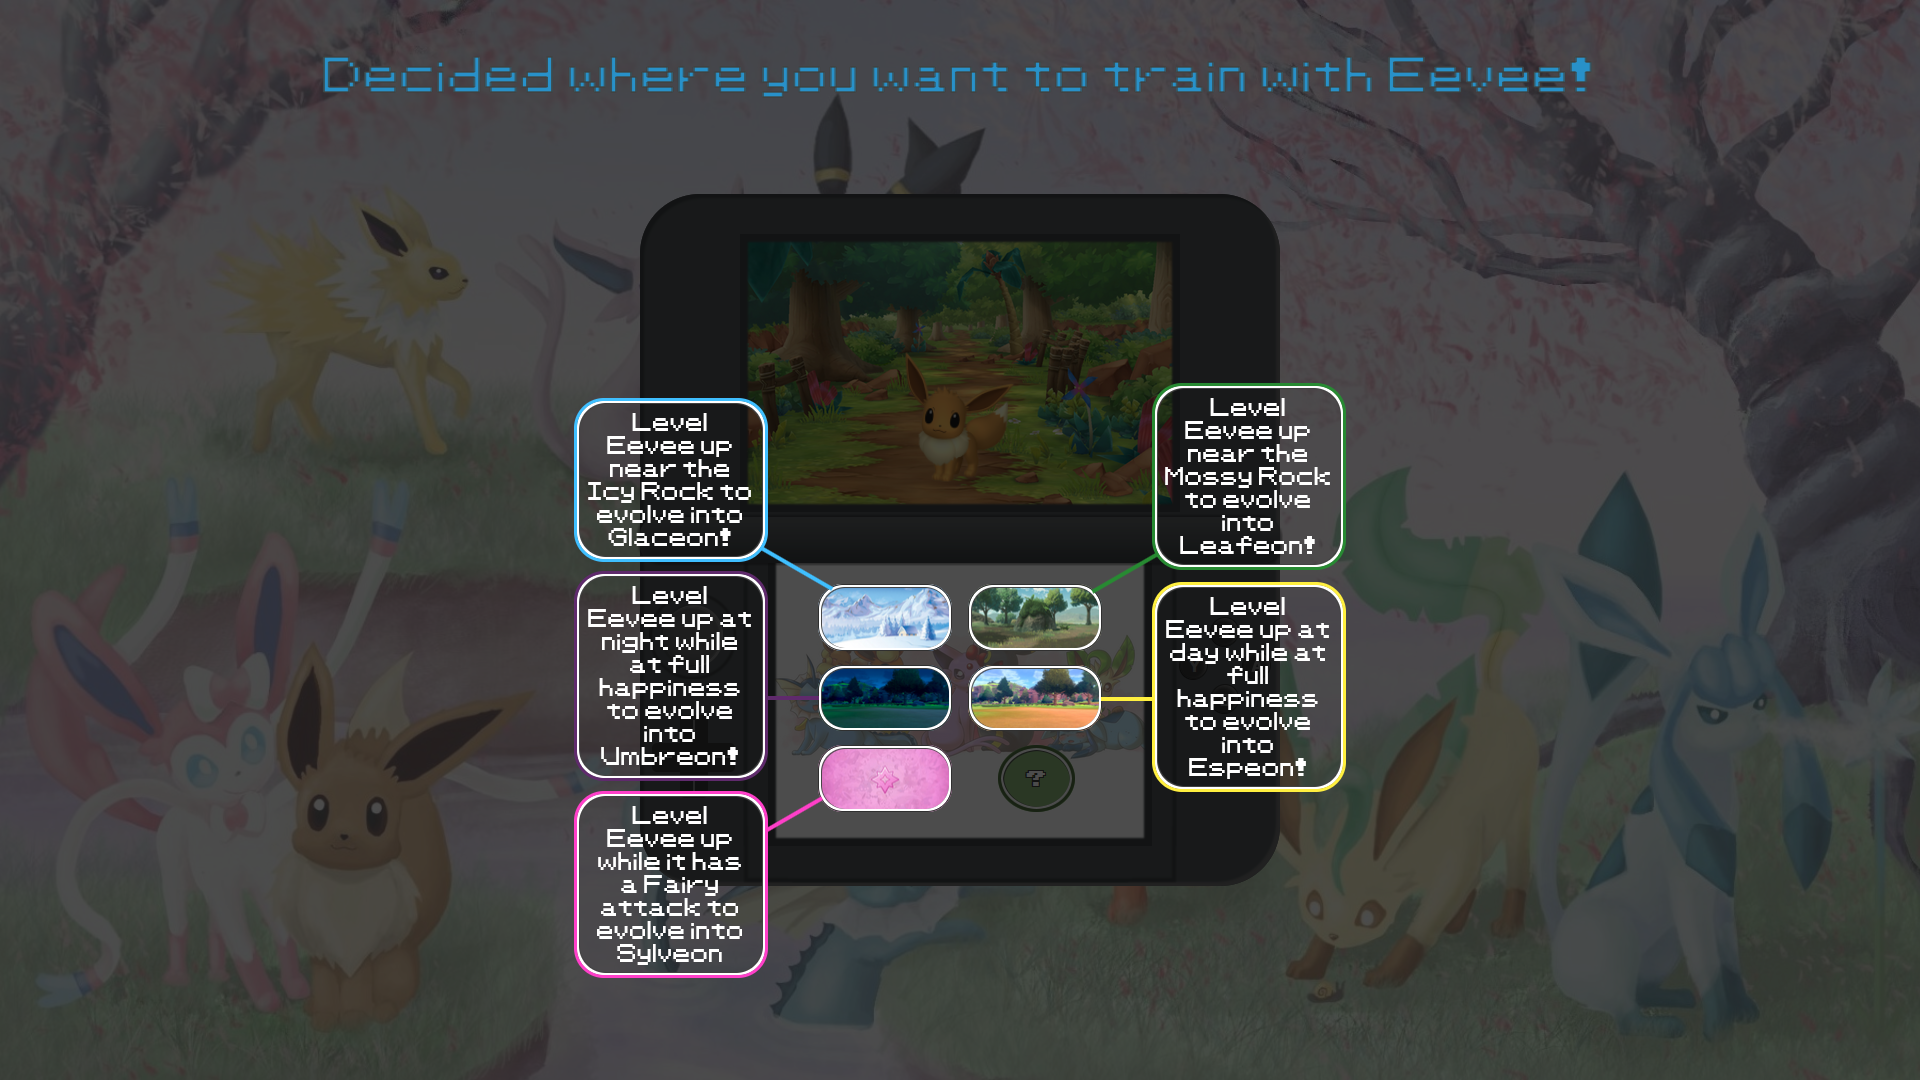 Decided where you want to train with Eevee!
Level
Eevee up
near the
Icy Rock to
evolve into
Glaceon!
Level
Eevee up
near the
Mossy Rock
to evolve
into
Leafeon!
Level
Eevee up at
night while
at full
happiness
to evolve
into
Umbreon!
Level
Eevee up at
day while at
full
happiness
to evolve
into
Espeon!
Level
Eevee up
while it has
a Fairy
attack to
evolve into
Sylveon
?